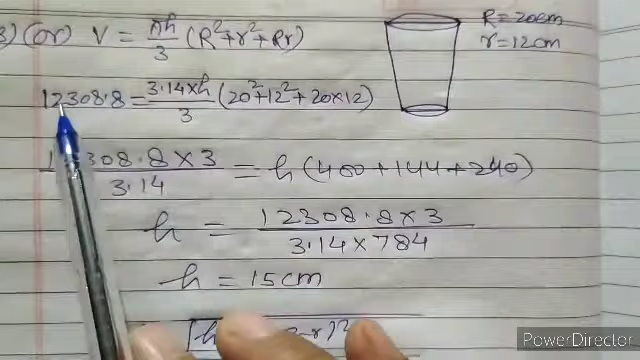 3) (or) V = πh/3 (R²+r²+Rr)
R = 20cm
r = 12cm
12308.8 = 3.14×h/3 (20²+12²+20×12)
308.8×3/3.14 = h(400+144+240)
h = 12308.8×3/3.14×784
h = 15cm
PowerDirector